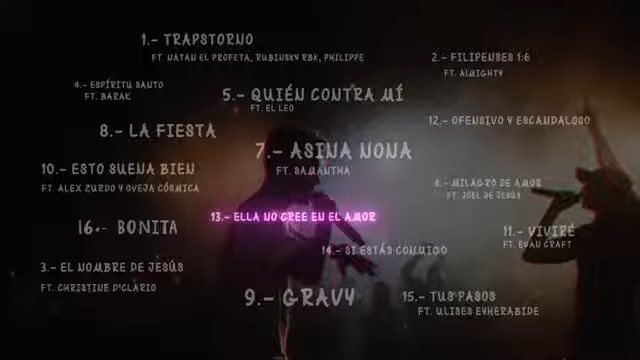 1.- TRAPSTORNO
FT. NATAN EL PROFETA, RUBINSKY RBK, PHILIPPE
2.- FILIPENSES 1:6
FT. ALMIGHTY
4.- ESPÍRITU SANTO
FT. BARAK
5.- QUIÉN CONTRA MÍ
FT. EL LEO
12.- OFENSIVO Y ESCANDALOSO
8.- LA FIESTA
7.- ASINA NONA
FT. SAMANTHA
10.- ESTO SUENA BIEN
FT. ALEX ZURDO Y OVEJA CÓSMICA
6.- MILAGRO DE AMOR
FT. JOEL DE JESÚS
13.- ELLA NO CREE EN EL AMOR
16.- BONITA
11.- VIVIRÉ
FT. EVAN CRAFT
14.- SI ESTÁS CONMIGO
3.- EL NOMBRE DE JESÚS
FT. CHRISTINE D'CLARIO
9.- GRAVY
15.- TUS PASOS
FT. ULISES EYHERABIDE